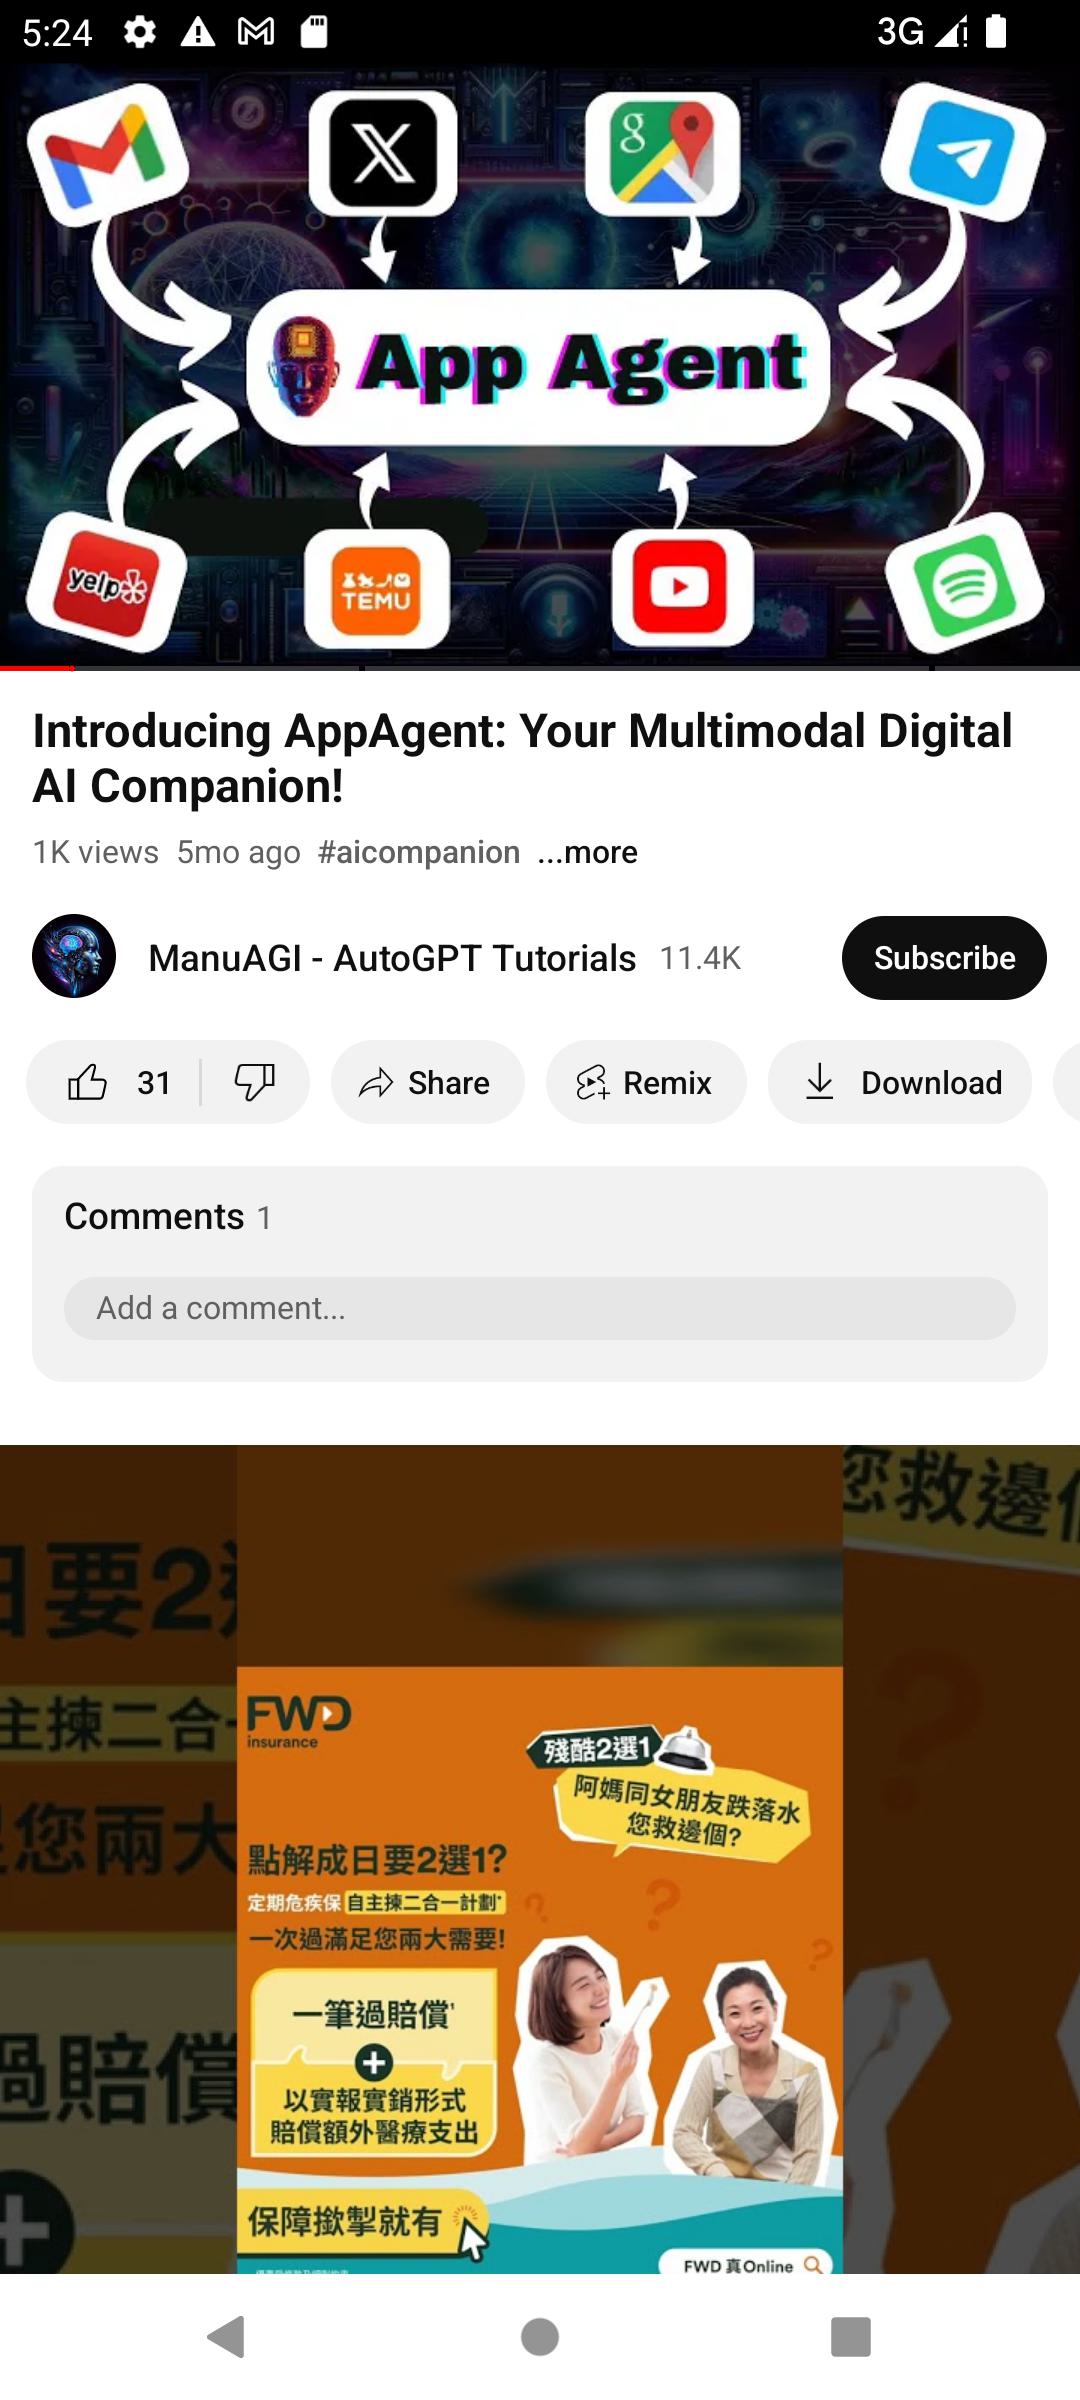 5:24
3G
g
App Agent
yelp
TEMU
Introducing AppAgent: Your Multimodal Digital
AI Companion!
1K views 5mo ago #aicompanion ...more
ManuAGI - AutoGPT Tutorials 11.4K Subscribe
31 Share Remix Download
Comments 1
Add a comment...
您救邊
日要2
主揀二合一
您兩大
過賠償
FWD
insurance
殘酷2選1
阿媽同女朋友跌落水
您救邊個?
點解成日要2選1?
定期危疾保 自主揀二合一計劃*
一次過滿足您兩大需要!
一筆過賠償¹
+
以實報實銷形式
賠償額外醫療支出
保障撳掣就有
FWD 真Online